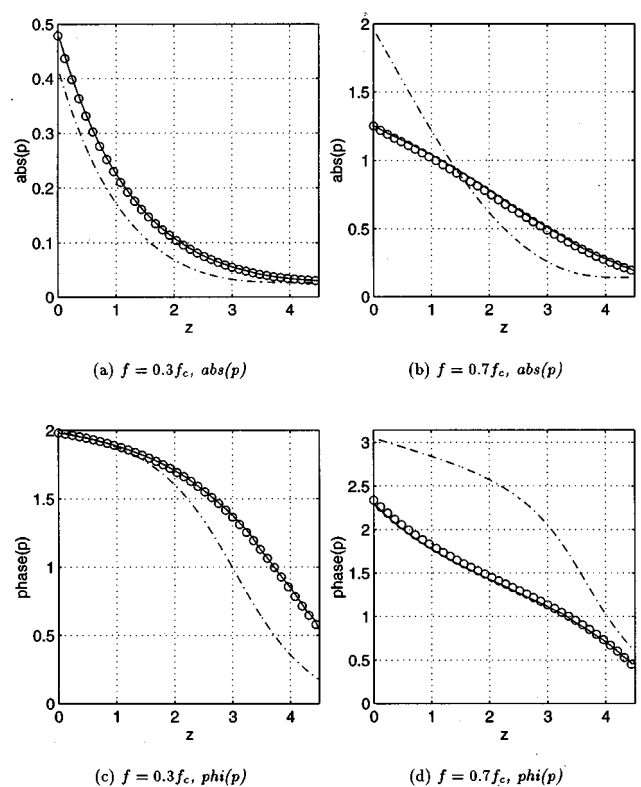 0.5
0.4
0.3
0.2
0.1
0
abs(p)
0 1 2 3 4
z
(a) f = 0.3f_c, abs(p)
2
1.5
1
0.5
0
abs(p)
0 1 2 3 4
z
(b) f = 0.7f_c, abs(p)
2
1.5
1
0.5
0
phase(p)
0 1 2 3 4
z
(c) f = 0.3f_c, phi(p)
3
2.5
2
1.5
1
0.5
0
phase(p)
0 1 2 3 4
z
(d) f = 0.7f_c, phi(p)